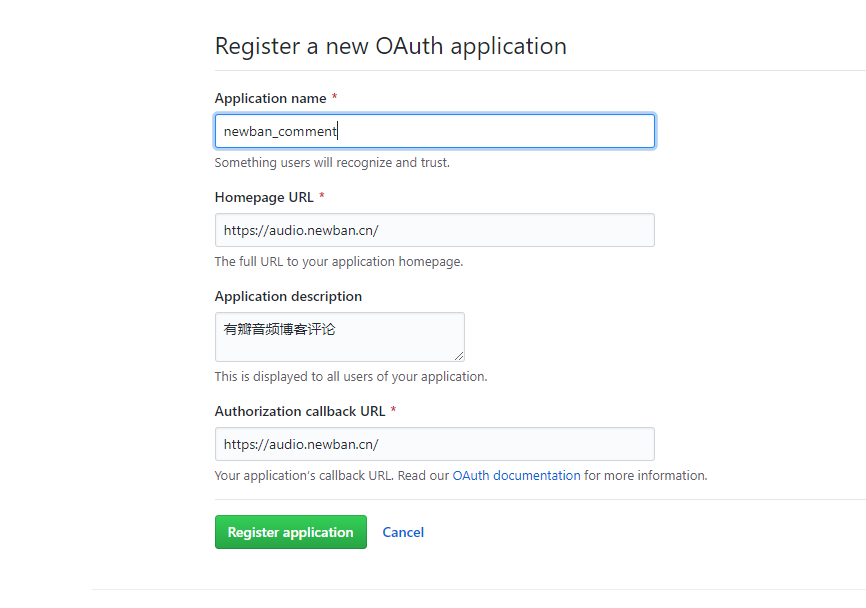 Register a new OAuth application
Application name *
newban_comment
Something users will recognize and trust.
Homepage URL *
https://audio.newban.cn/
The full URL to your application homepage.
Application description
有瓣音频博客评论
This is displayed to all users of your application.
Authorization callback URL *
https://audio.newban.cn/
Your application's callback URL. Read our OAuth documentation for more information.
Register application Cancel